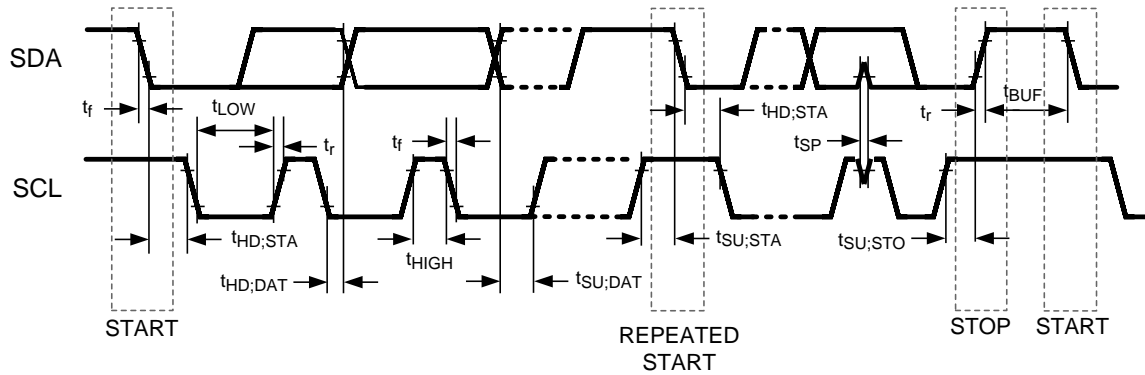 SDA
tf
tLOW
tr
tf
tHD;STA
tSP
tr
tBUF
SCL
tHD;STA
tHD;DAT
tHIGH
tSU;DAT
tSU;STA
tSU;STO
START
REPEATED
START
STOP
START